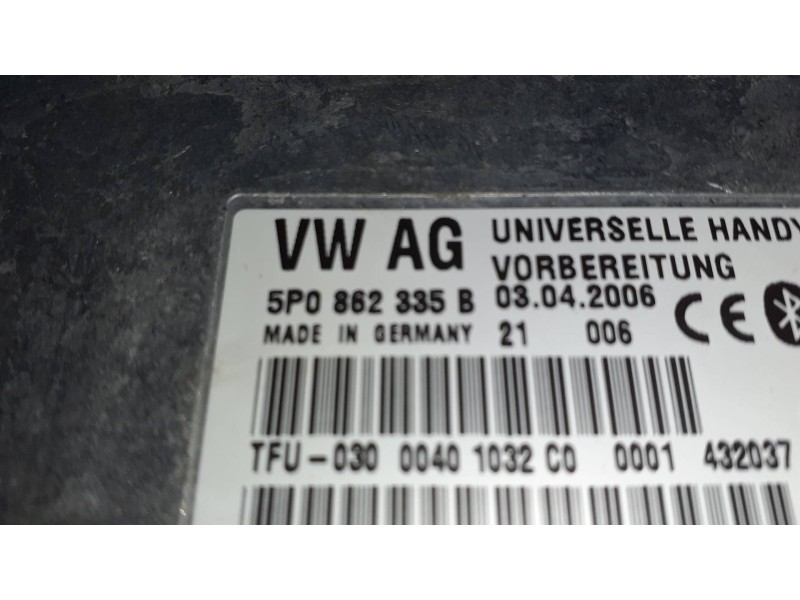 VW AG
UNIVERSELLE HANDY
VORBEREITUNG
5P0 862 335 B 03.04.2006
MADE IN GERMANY 21 006 CE
TFU-030 0040 1032 C0 0001 432037